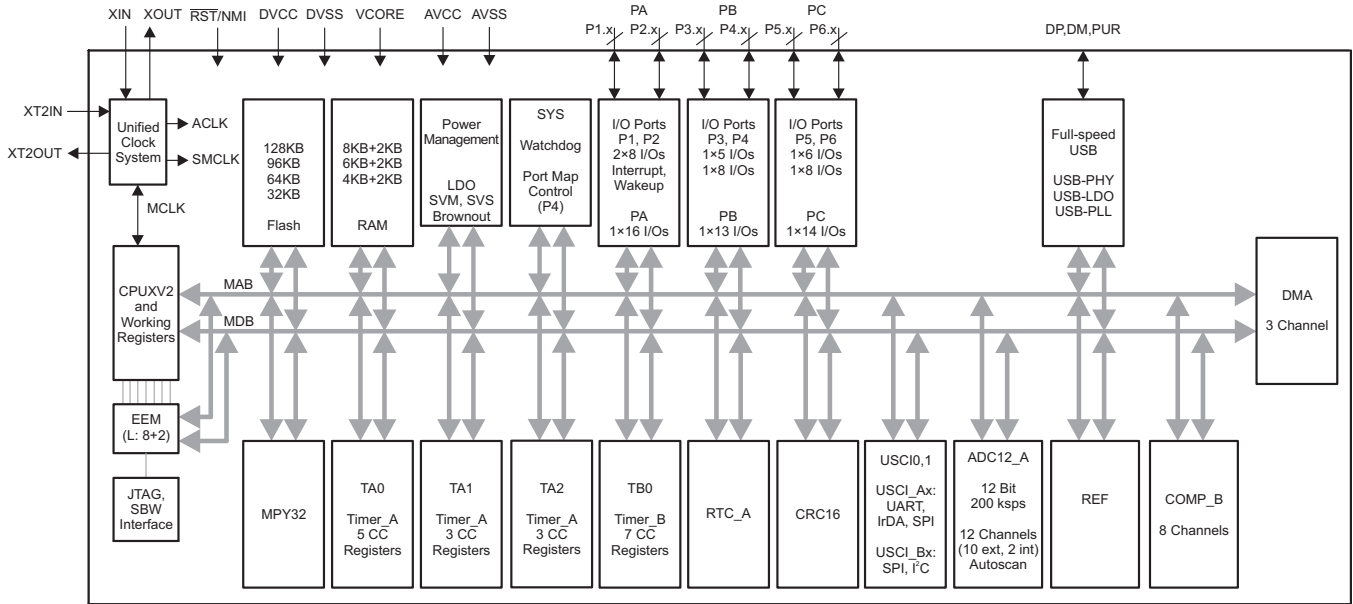 XIN
XOUT
RST/NMI
DVCC
DVSS
VCORE
AVCC
AVSS
PA
P1.x
P2.x
PB
P3.x
P4.x
PC
P5.x
P6.x
DP,DM,PUR
XT2IN
XT2OUT
Unified
Clock
System
ACLK
SMCLK
MCLK
128KB
96KB
64KB
32KB
Flash
8KB+2KB
6KB+2KB
4KB+2KB
RAM
Power
Management
LDO
SVM, SVS
Brownout
SYS
Watchdog
Port Map
Control
(P4)
I/O Ports
P1, P2
2×8 I/Os
Interrupt,
Wakeup
PA
1×16 I/Os
I/O Ports
P3, P4
1×5 I/Os
1×8 I/Os
PB
1×13 I/Os
I/O Ports
P5, P6
1×6 I/Os
1×8 I/Os
PC
1×14 I/Os
Full-speed
USB
USB-PHY
USB-LDO
USB-PLL
CPUXV2
and
Working
Registers
MAB
MDB
DMA
3 Channel
EEM
(L: 8+2)
JTAG,
SBW
Interface
MPY32
TA0
Timer_A
5 CC
Registers
TA1
Timer_A
3 CC
Registers
TA2
Timer_A
3 CC
Registers
TB0
Timer_B
7 CC
Registers
RTC_A
CRC16
USCI0,1
USCI_Ax:
UART,
IrDA, SPI
USCI_Bx:
SPI, I²C
ADC12_A
12 Bit
200 ksps
12 Channels
(10 ext, 2 int)
Autoscan
REF
COMP_B
8 Channels